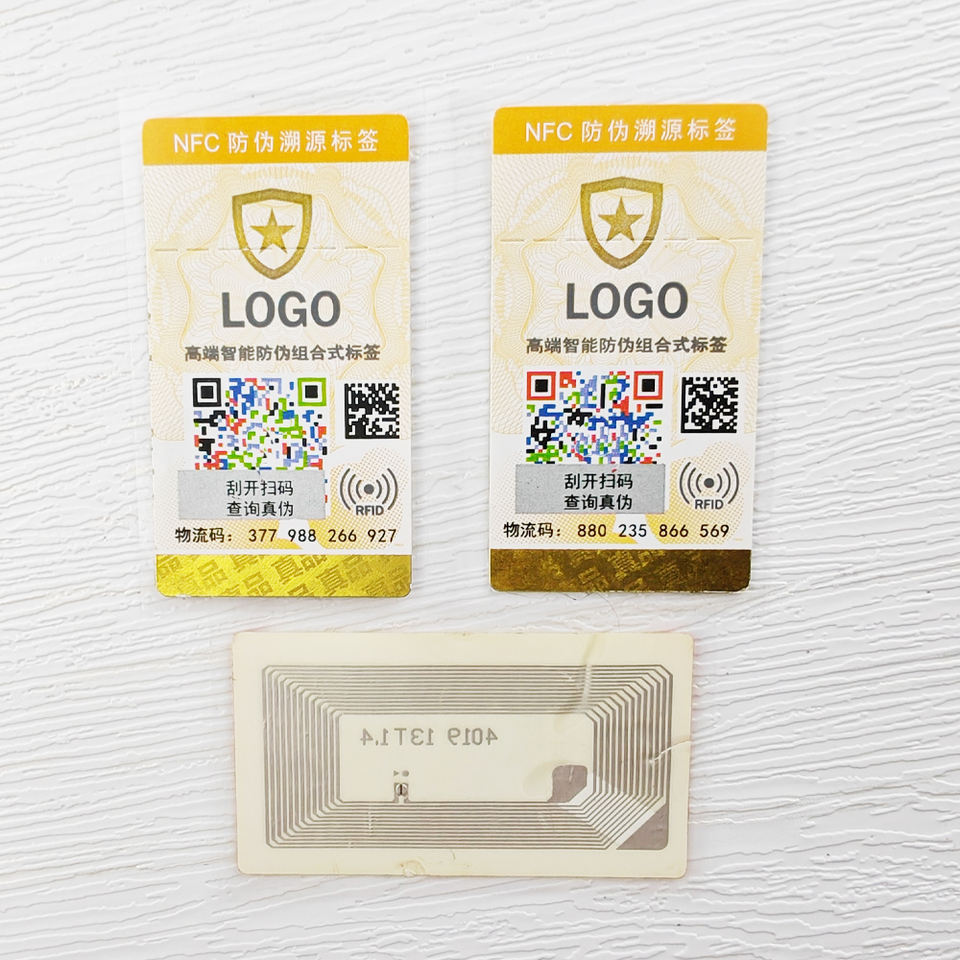 NFC 防伪溯源标签
LOGO
高端智能防伪组合式标签
刮开扫码
查询真伪
RFID
物流码: 377 988 266 927
真品
NFC 防伪溯源标签
LOGO
高端智能防伪组合式标签
刮开扫码
查询真伪
RFID
物流码: 880 235 866 569
4019 13T1.4